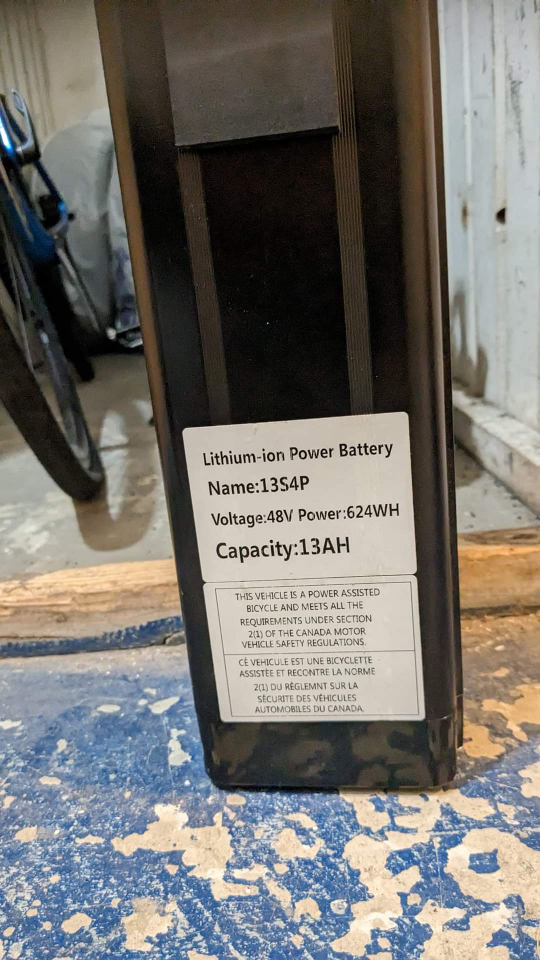 Lithium-ion Power Battery
Name:13S4P
Voltage:48V Power:624WH
Capacity:13AH
THIS VEHICLE IS A POWER ASSISTED
BICYCLE AND MEETS ALL THE
REQUIREMENTS UNDER SECTION
2(1) OF THE CANADA MOTOR
VEHICLE SAFETY REGULATIONS.
CÉ VEHICULE EST UNE BICYCLETTE
ASSISTÉE ET RECONTRE LA NORME
2(1) DU RÈGLEMNT SUR LA
SÉCURITE DES VÉHICULES
AUTOMOBILES DU CANADA.